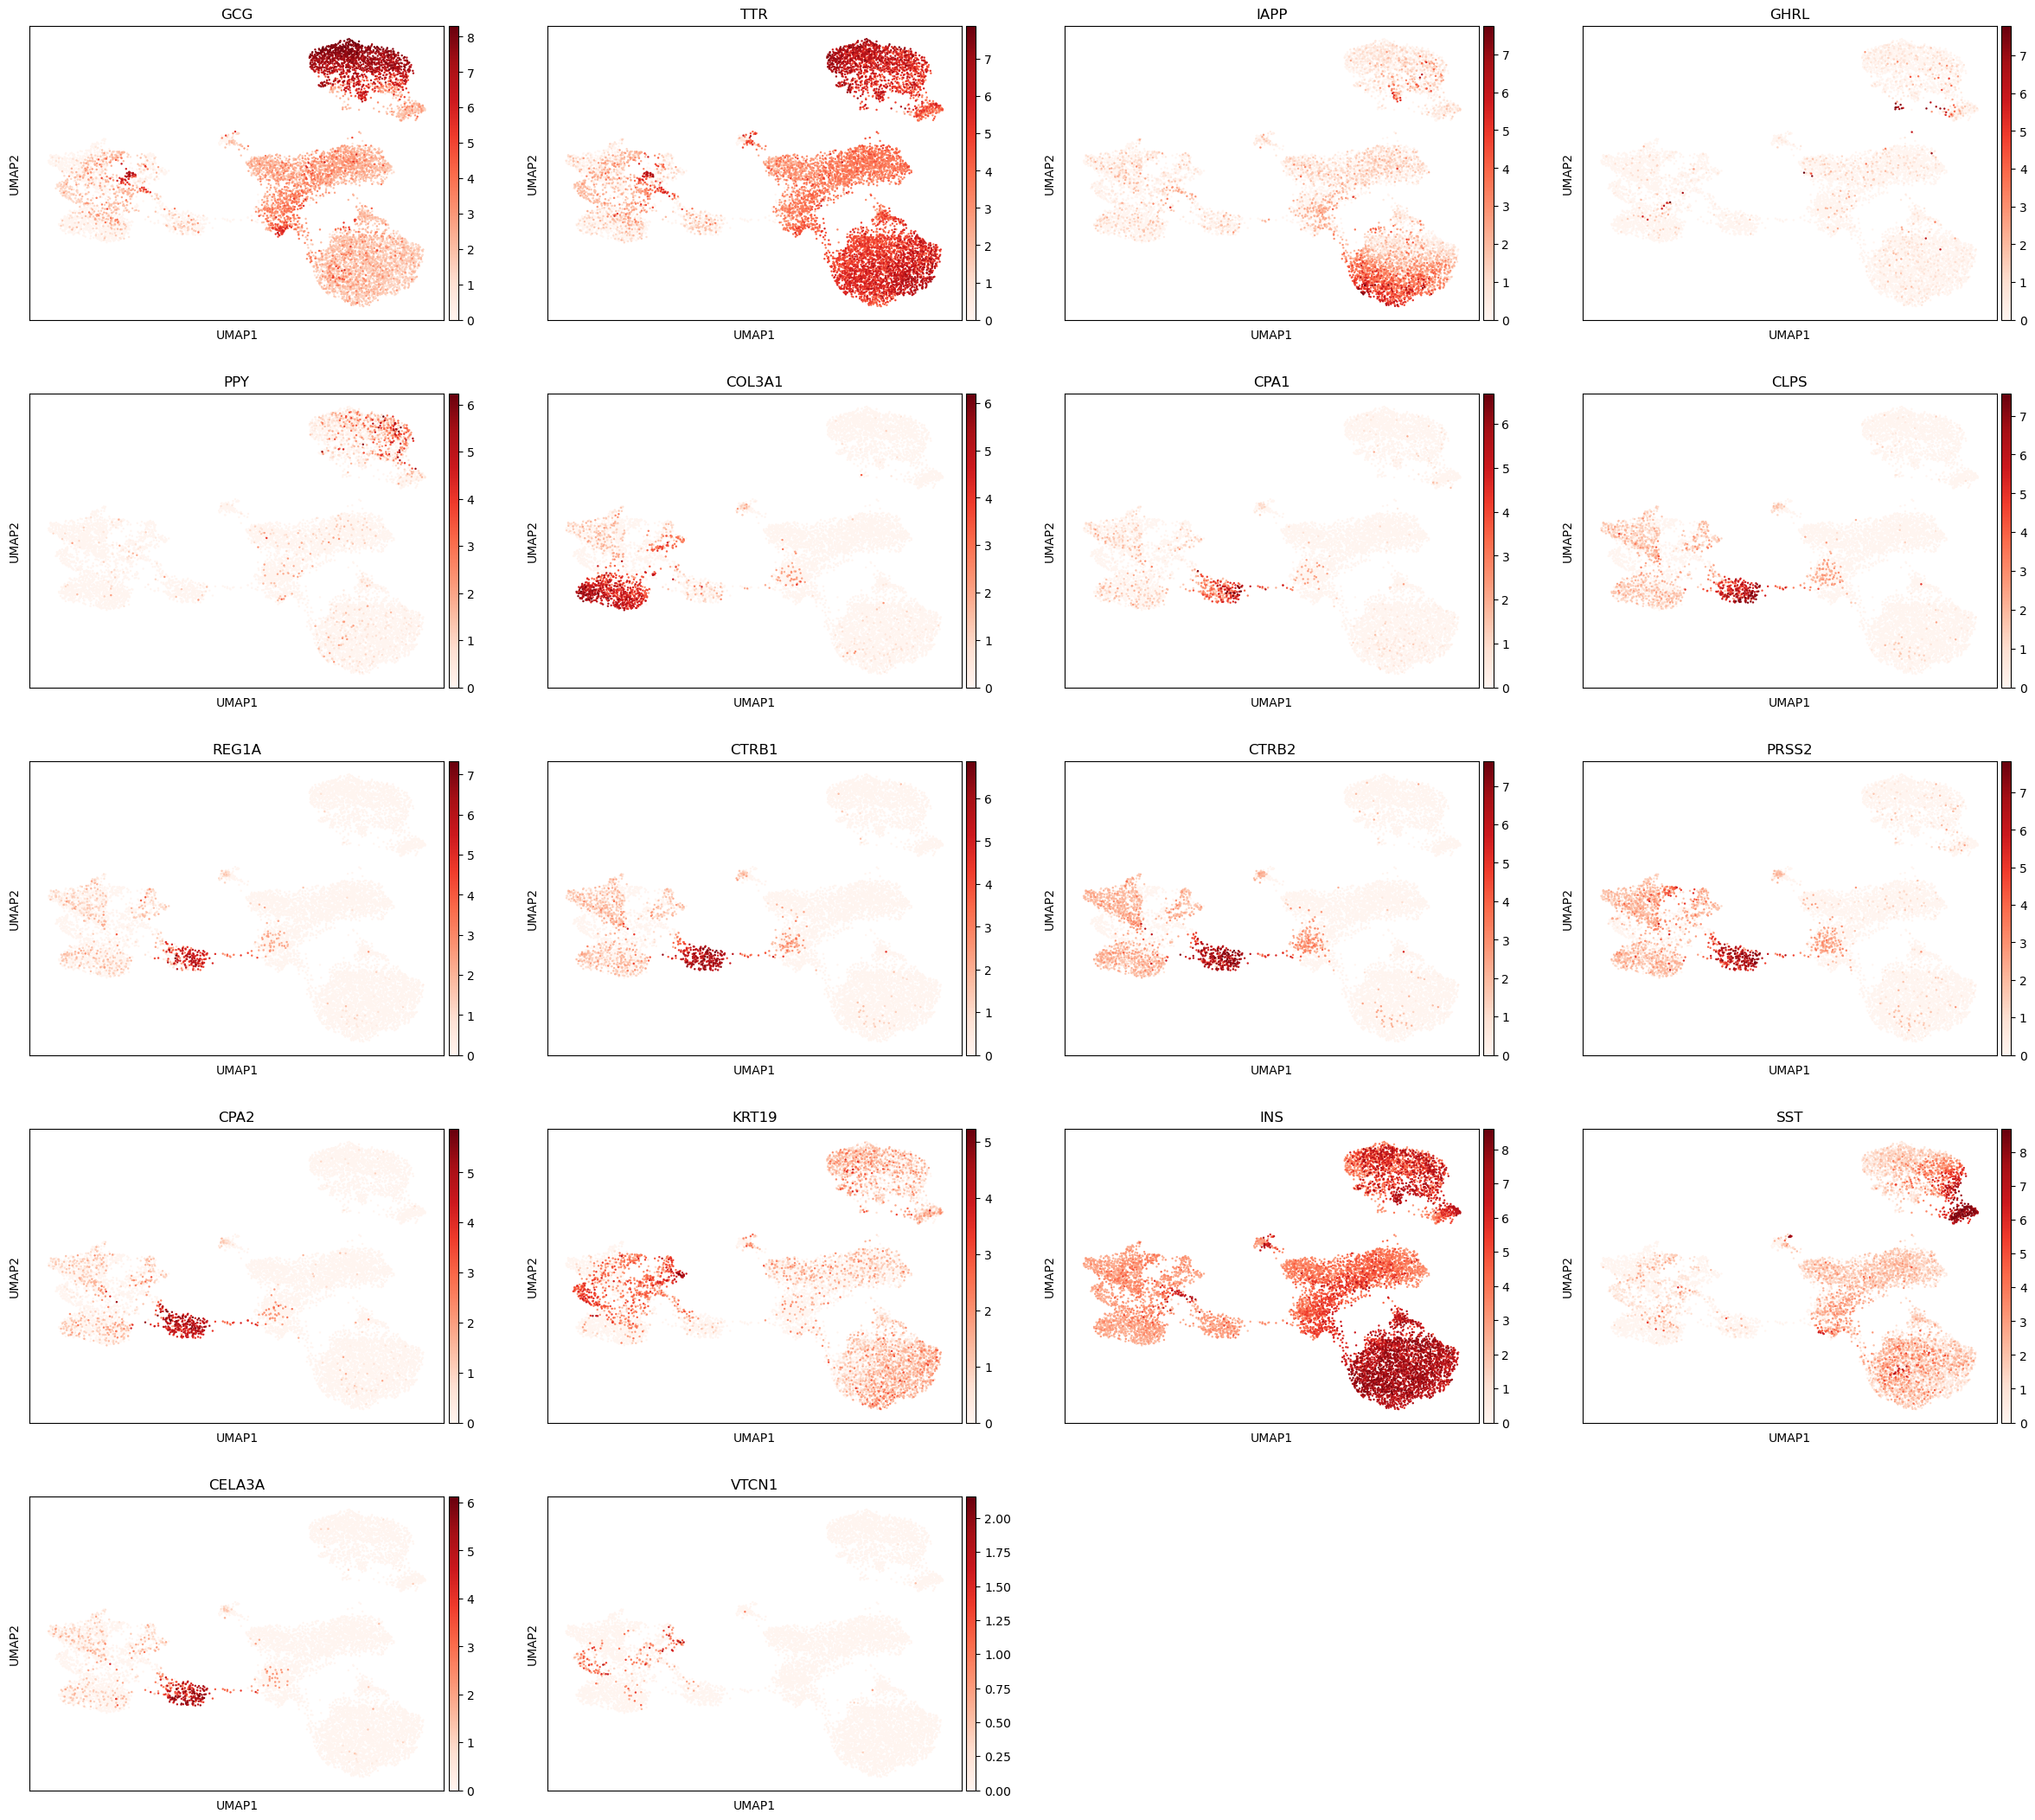 GCG TTR IAPP GHRL
UMAP2 8 7 6 5 4 3 2 1 0 UMAP2 7 6 5 4 3 2 1 0 UMAP2 7 6 5 4 3 2 1 0 UMAP2 7 6 5 4 3 2 1 0
UMAP1 UMAP1 UMAP1 UMAP1
PPY COL3A1 CPA1 CLPS
UMAP2 6 5 4 3 2 1 0 UMAP2 6 5 4 3 2 1 0 UMAP2 6 5 4 3 2 1 0 UMAP2 7 6 5 4 3 2 1 0
UMAP1 UMAP1 UMAP1 UMAP1
REG1A CTRB1 CTRB2 PRSS2
UMAP2 7 6 5 4 3 2 1 0 UMAP2 6 5 4 3 2 1 0 UMAP2 7 6 5 4 3 2 1 0 UMAP2 7 6 5 4 3 2 1 0
UMAP1 UMAP1 UMAP1 UMAP1
CPA2 KRT19 INS SST
UMAP2 5 4 3 2 1 0 UMAP2 5 4 3 2 1 0 UMAP2 8 7 6 5 4 3 2 1 0 UMAP2 8 7 6 5 4 3 2 1 0
UMAP1 UMAP1 UMAP1 UMAP1
CELA3A VTCN1
UMAP2 6 5 4 3 2 1 0 UMAP2 2.00 1.75 1.50 1.25 1.00 0.75 0.50 0.25 0.00
UMAP1 UMAP1